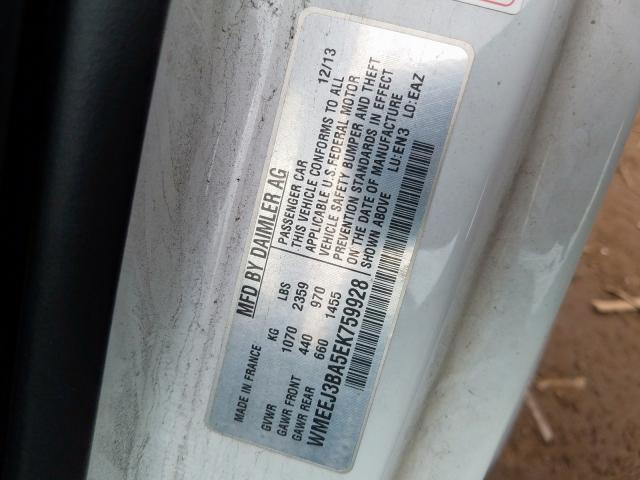 MFD BY DAIMLER AG 12/13
PASSENGER CAR
THIS VEHICLE CONFORMS TO ALL
APPLICABLE U.S. FEDERAL MOTOR
VEHICLE SAFETY BUMPER AND THEFT
PREVENTION STANDARDS IN EFFECT
ON THE DATE OF MANUFACTURE
SHOWN ABOVE LU:EN3 LO:EAZ
MADE IN FRANCE KG LBS
GVWR 1070 2359
GAWR FRONT 440 970
GAWR REAR 660 1455
WMEEJ3BA5EK759928